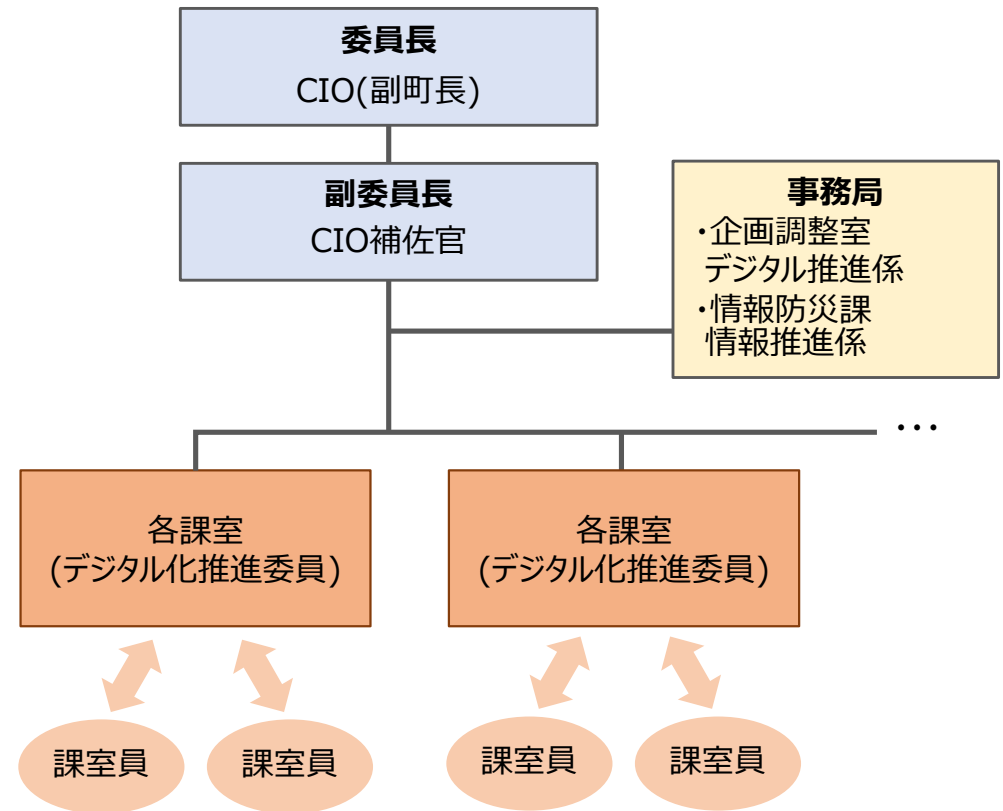 委員長
CIO(副町長)
副委員長
CIO補佐官
事務局
・企画調整室
デジタル推進係
・情報防災課
情報推進係
…
各課室
(デジタル化推進委員)
各課室
(デジタル化推進委員)
課室員
課室員
課室員
課室員